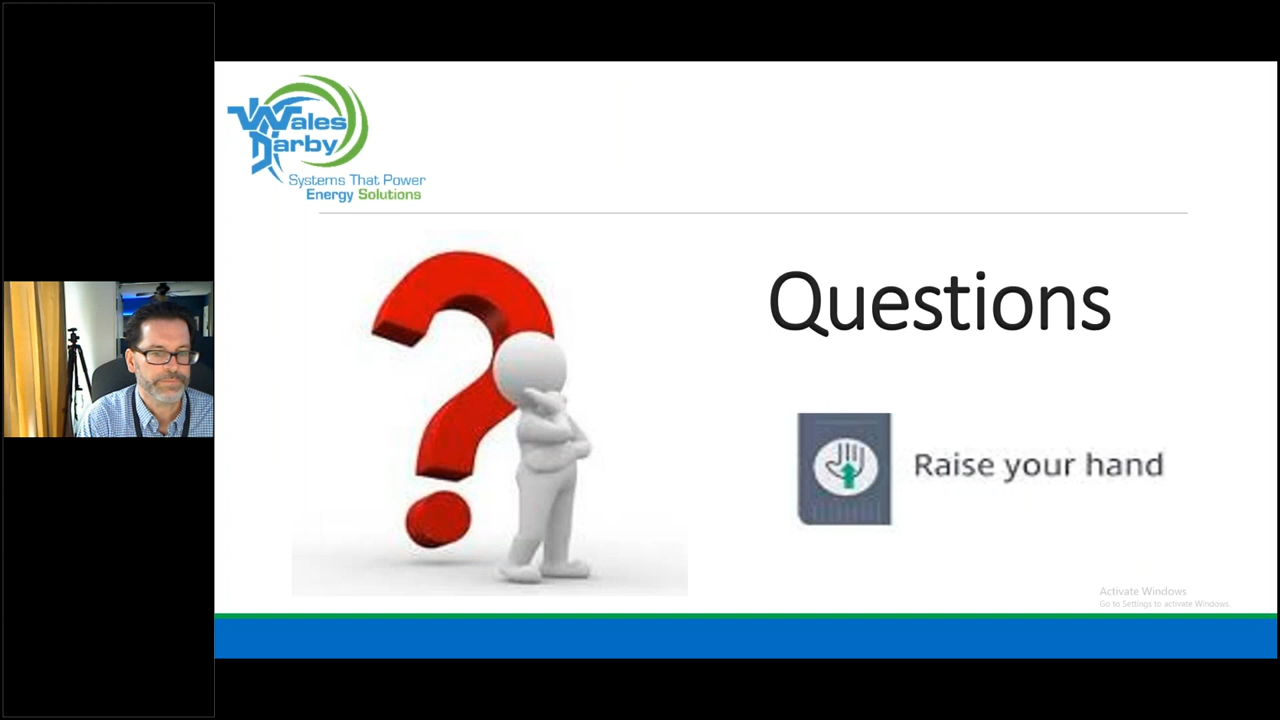 Wales
Darby
Systems That Power
Energy Solutions
Questions
Raise your hand
Activate Windows
Go to Settings to activate Windows.